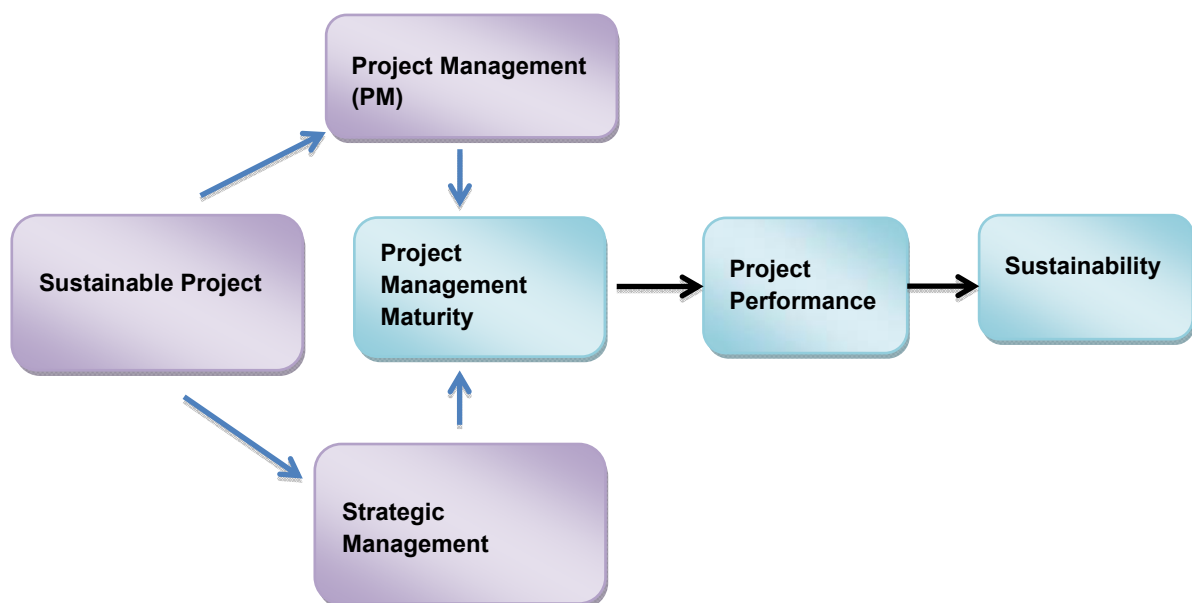 Project Management
(PM)
Sustainable Project
Project
Management
Maturity
Project
Performance
Sustainability
Strategic
Management